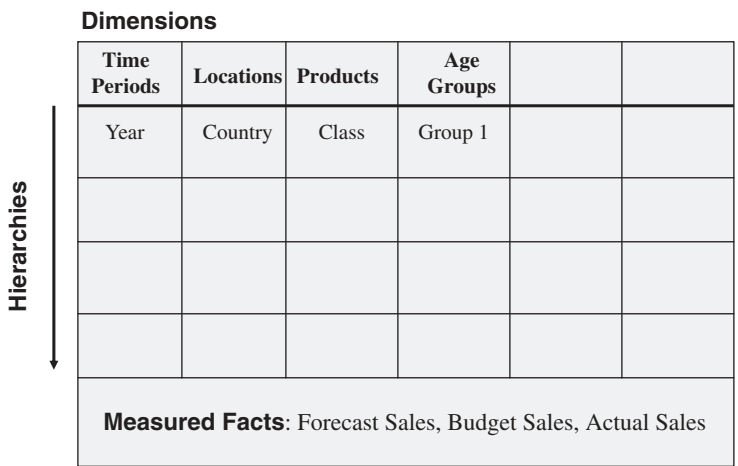 Dimensions
Time Periods Locations Products Age Groups
Year Country Class Group 1
Hierarchies
Measured Facts: Forecast Sales, Budget Sales, Actual Sales